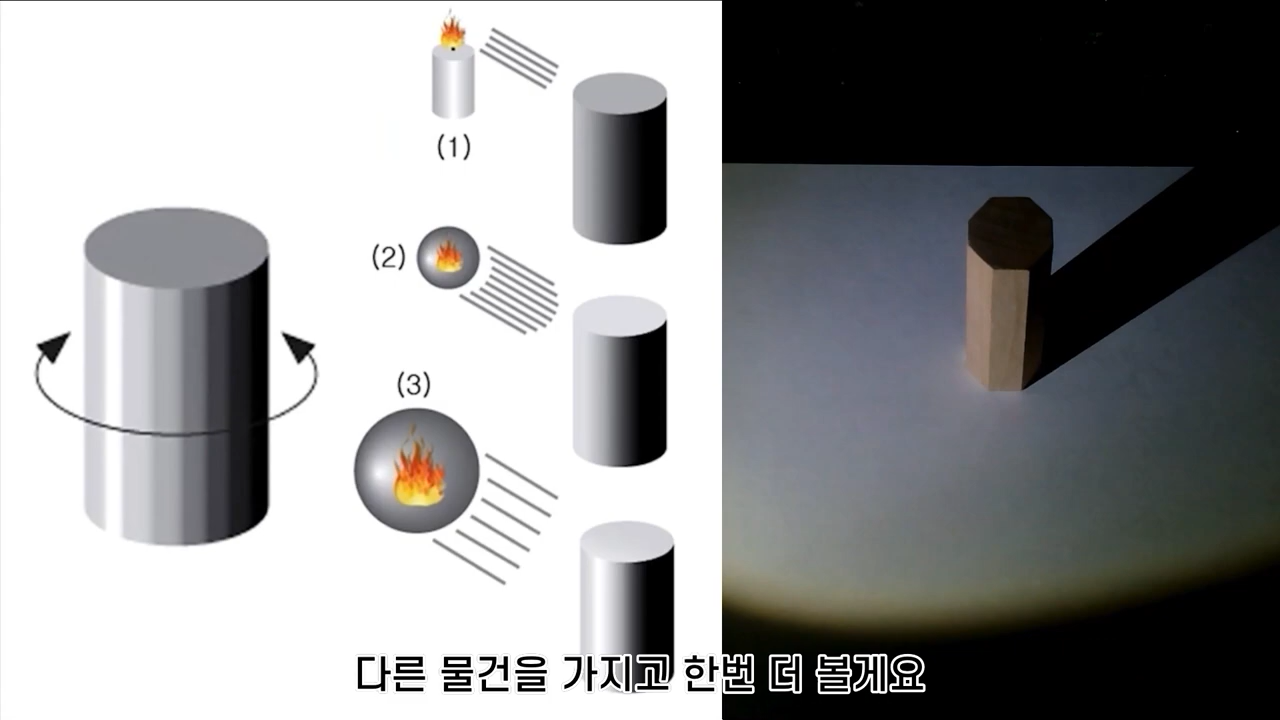 (1)
(2)
(3)
다른 물건을 가지고 한번 더 볼게요